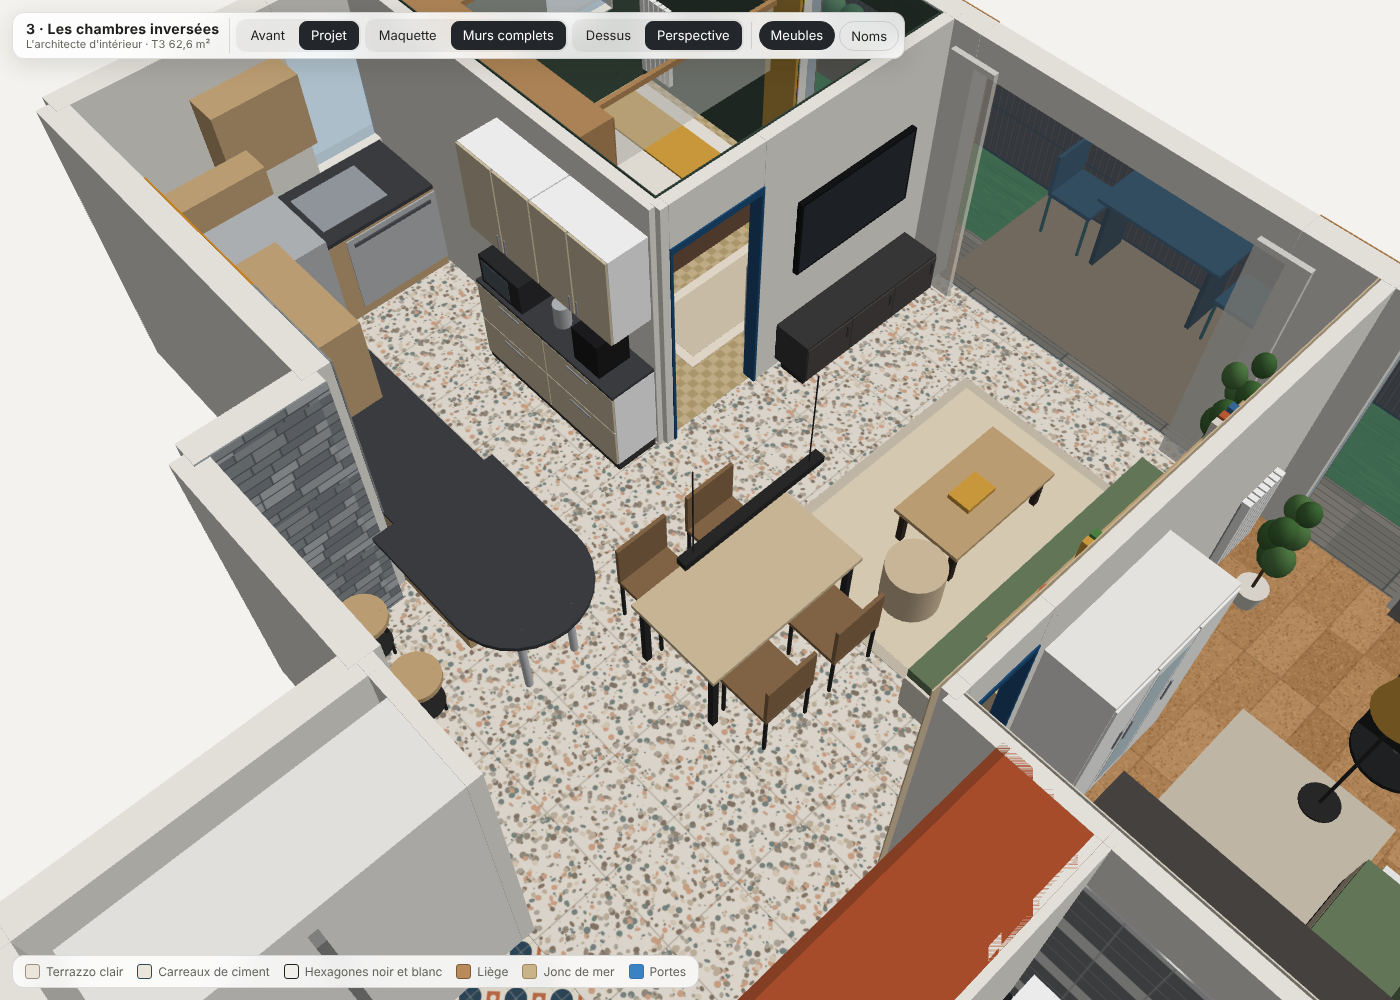 3 · Les chambres inversées
L'architecte d'intérieur · T3 62,6 m²
Avant Projet Maquette Murs complets Dessus Perspective Meubles Noms
Terrazzo clair Carreaux de ciment Hexagones noir et blanc Liège Jonc de mer Portes